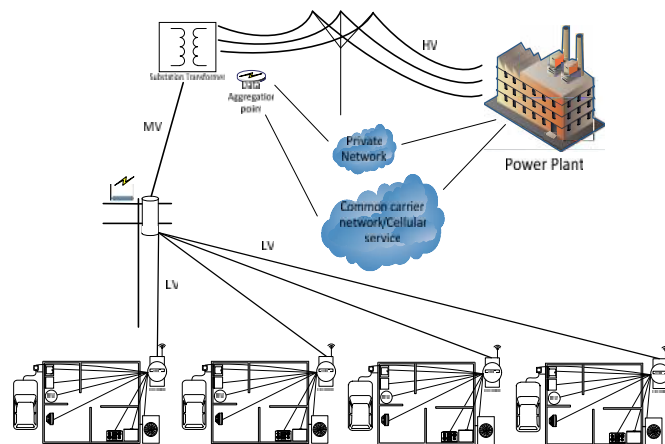 HV
Substation Transformer
Data
Aggregation
point
MV
Private
Network
Power Plant
Common carrier
network/Cellular
service
LV
LV